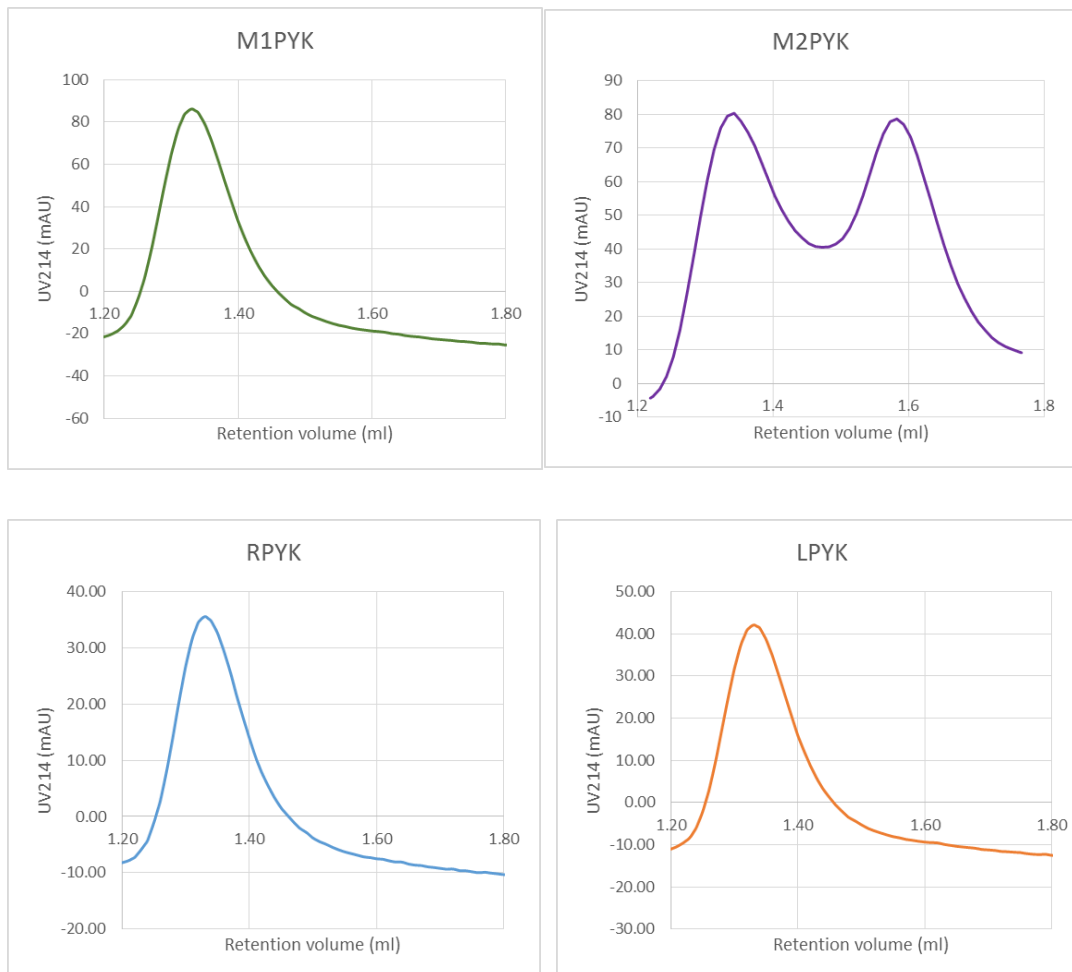 M1PYK
UV214 (mAU)
100
80
60
40
20
0
-20
-40
-60
1.20 1.40 1.60 1.80
Retention volume (ml)
M2PYK
UV214 (mAU)
90
80
70
60
50
40
30
20
10
0
-10
1.2 1.4 1.6 1.8
Retention volume (ml)
RPYK
UV214 (mAU)
40.00
30.00
20.00
10.00
0.00
-10.00
-20.00
1.20 1.40 1.60 1.80
Retention volume (ml)
LPYK
UV214 (mAU)
50.00
40.00
30.00
20.00
10.00
0.00
-10.00
-20.00
-30.00
1.20 1.40 1.60 1.80
Retention volume (ml)